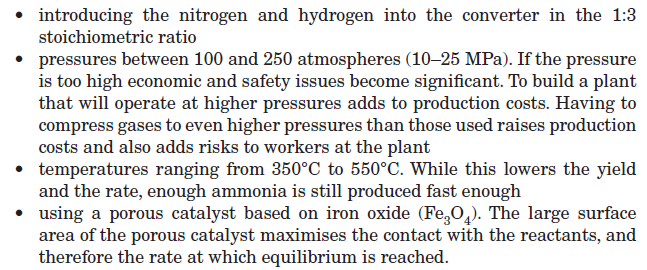 • introducing the nitrogen and hydrogen into the converter in the 1:3
stoichiometric ratio
• pressures between 100 and 250 atmospheres (10–25 MPa). If the pressure
is too high economic and safety issues become significant. To build a plant
that will operate at higher pressures adds to production costs. Having to
compress gases to even higher pressures than those used raises production
costs and also adds risks to workers at the plant
• temperatures ranging from 350°C to 550°C. While this lowers the yield
and the rate, enough ammonia is still produced fast enough
• using a porous catalyst based on iron oxide (Fe₃O₄). The large surface
area of the porous catalyst maximises the contact with the reactants, and
therefore the rate at which equilibrium is reached.